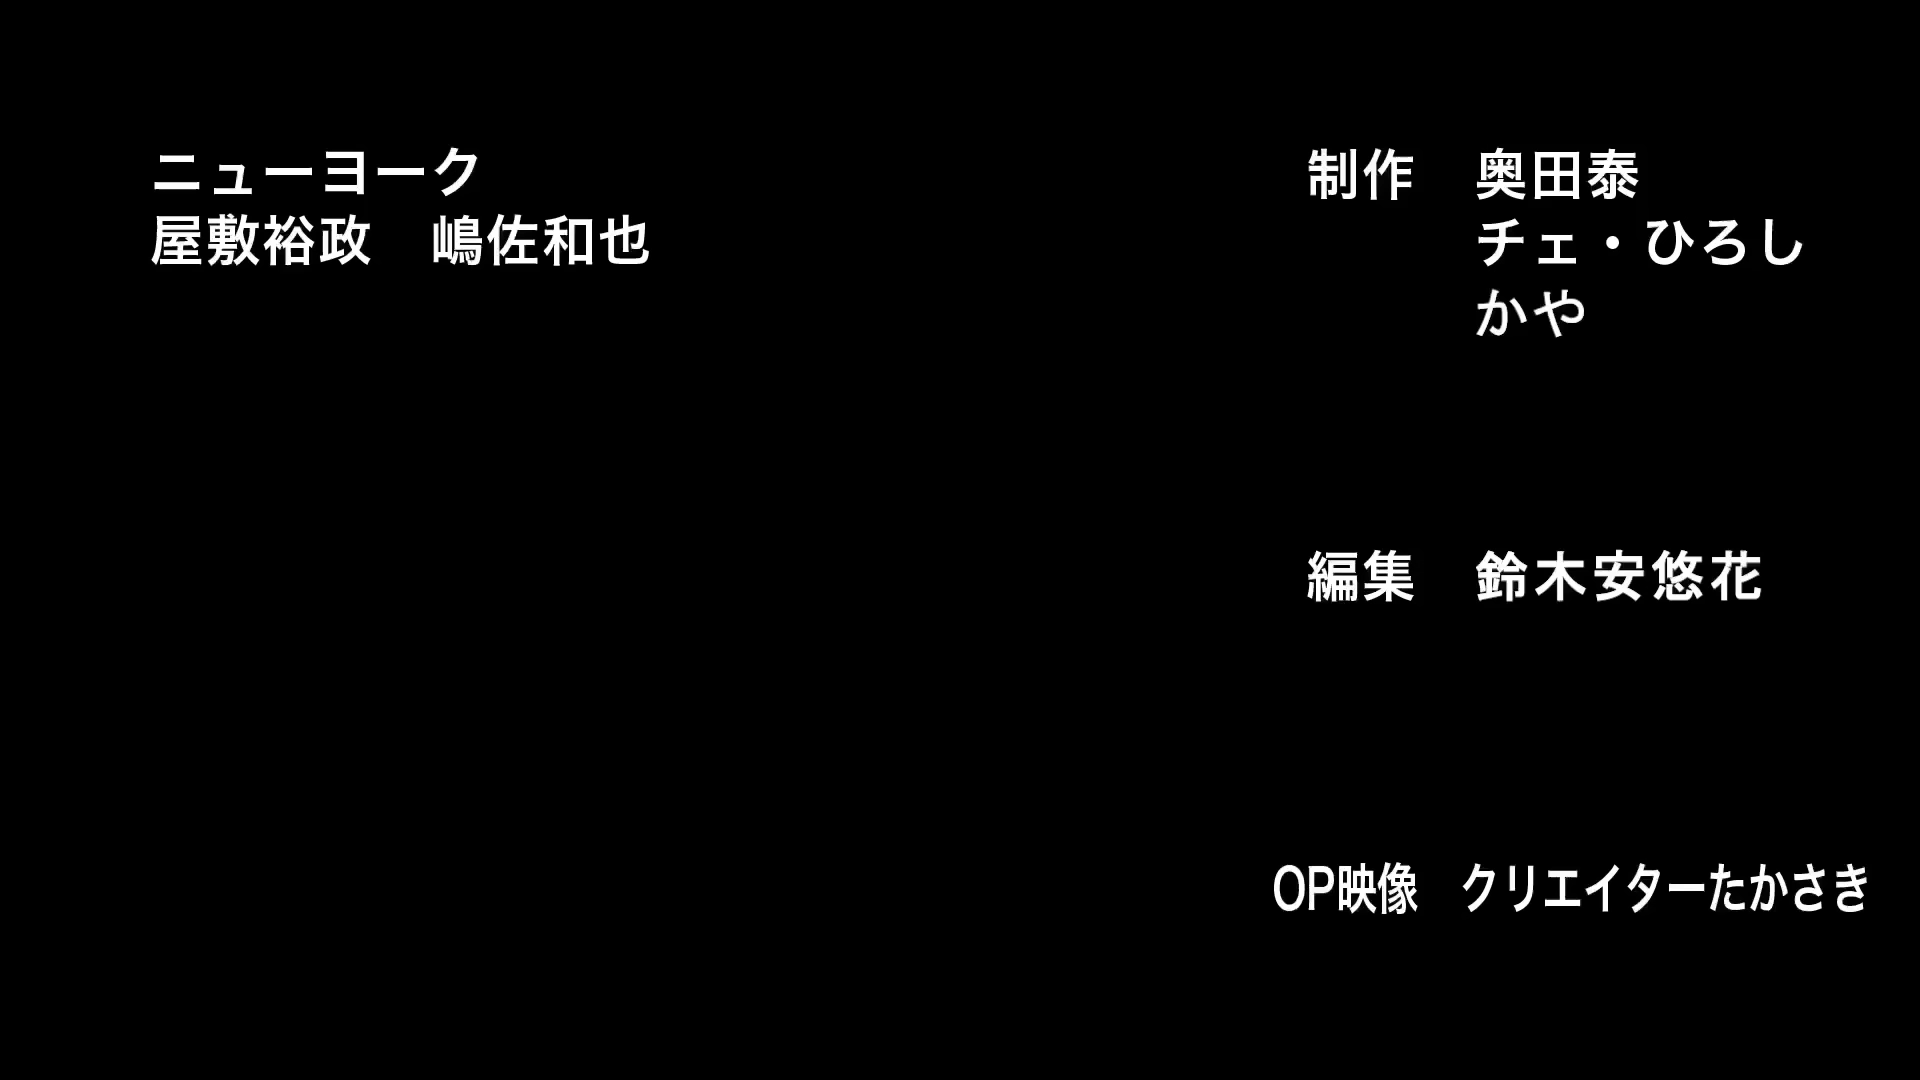 ニューヨーク
屋敷裕政　嶋佐和也
制作　奥田泰
チェ・ひろし
かや
編集　鈴木安悠花
OP映像　クリエイターたかさき